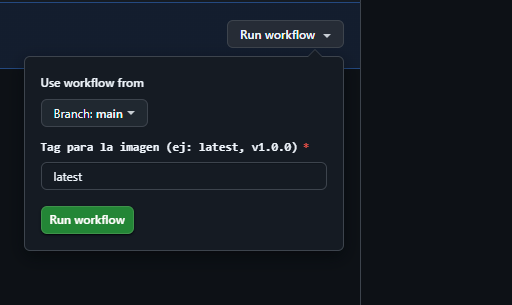 Run workflow
Use workflow from
Branch: main
Tag para la imagen (ej: latest, v1.0.0) *
latest
Run workflow